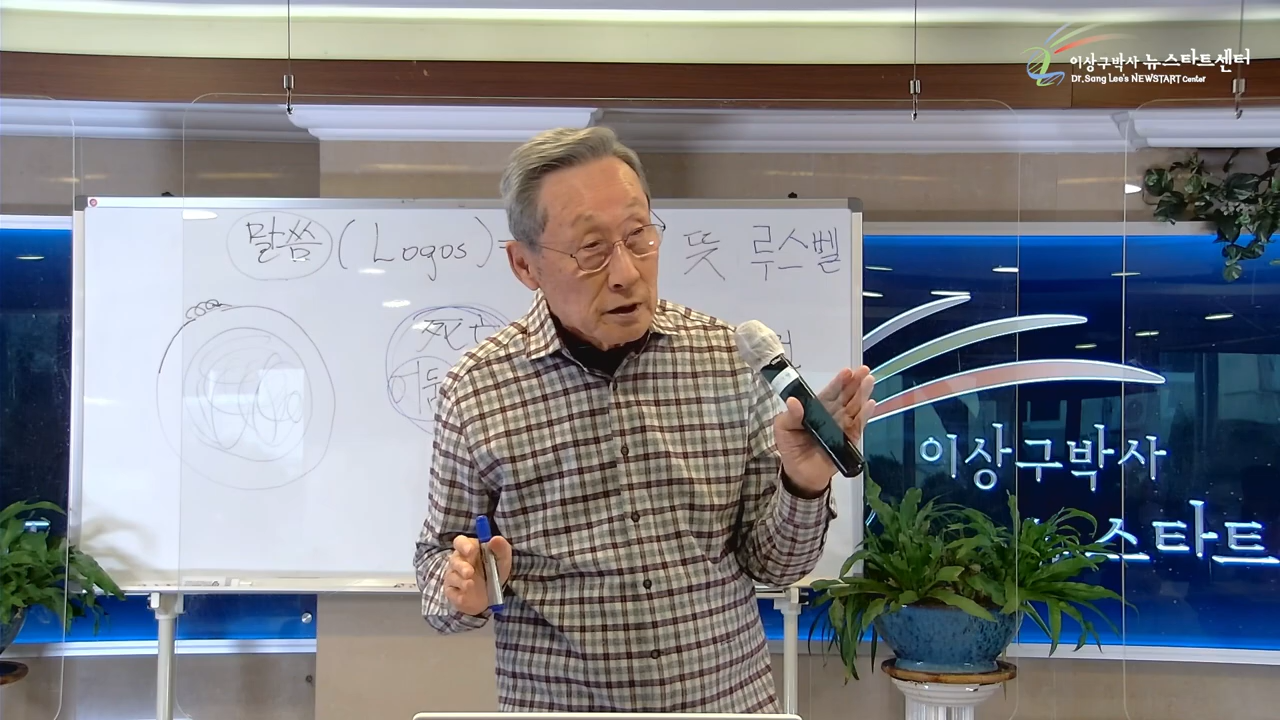 이상구박사 뉴스타트센터
Dr. Sang Lee's NEWSTART Center
말씀 (Logos) = 뜻 루스벨
死亡
이상구박사
스타트